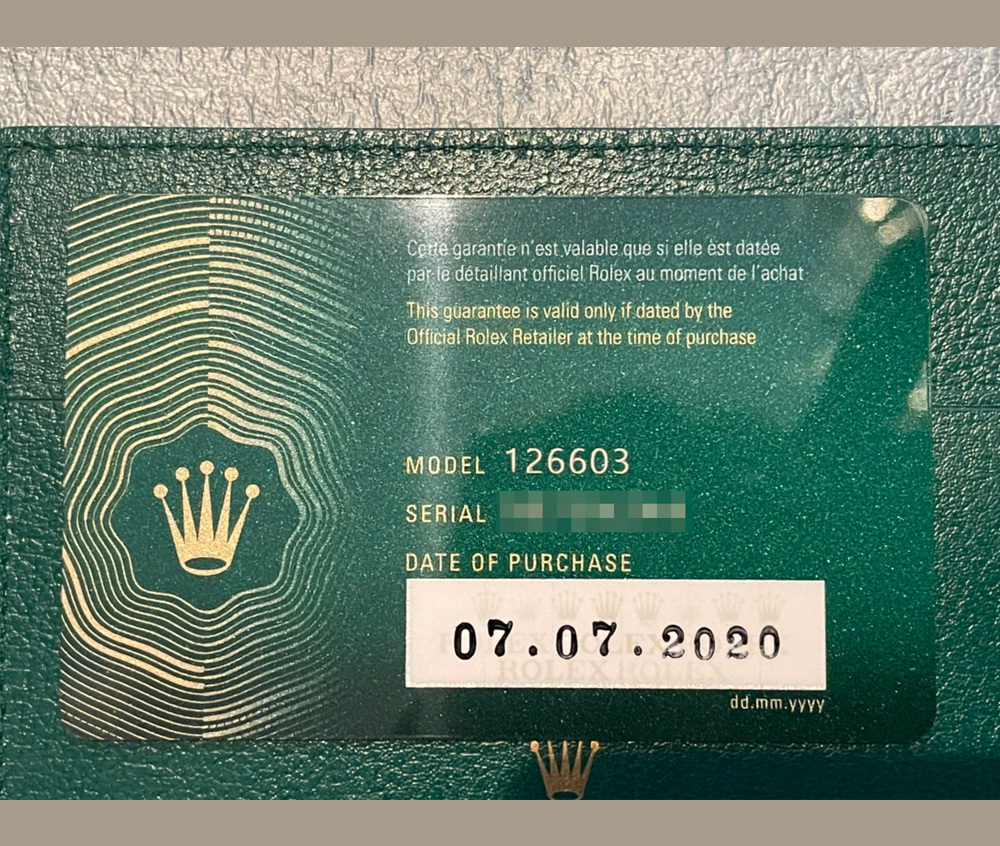 Cette garantie n'est valable que si elle est datée
par le détaillant officiel Rolex au moment de l'achat
This guarantee is valid only if dated by the
Official Rolex Retailer at the time of purchase
MODEL 126603
SERIAL
DATE OF PURCHASE
07.07.2020
ROLEX ROLEX
dd.mm.yyyy